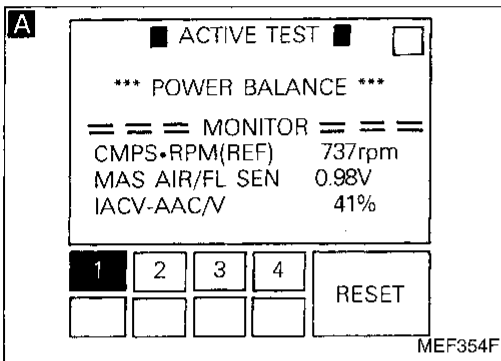 A
■ ACTIVE TEST ■
*** POWER BALANCE ***
= = = MONITOR = = =
CMPS•RPM(REF) 737rpm
MAS AIR/FL SEN 0.98V
IACV-AAC/V 41%
1 2 3 4 RESET
MEF354F